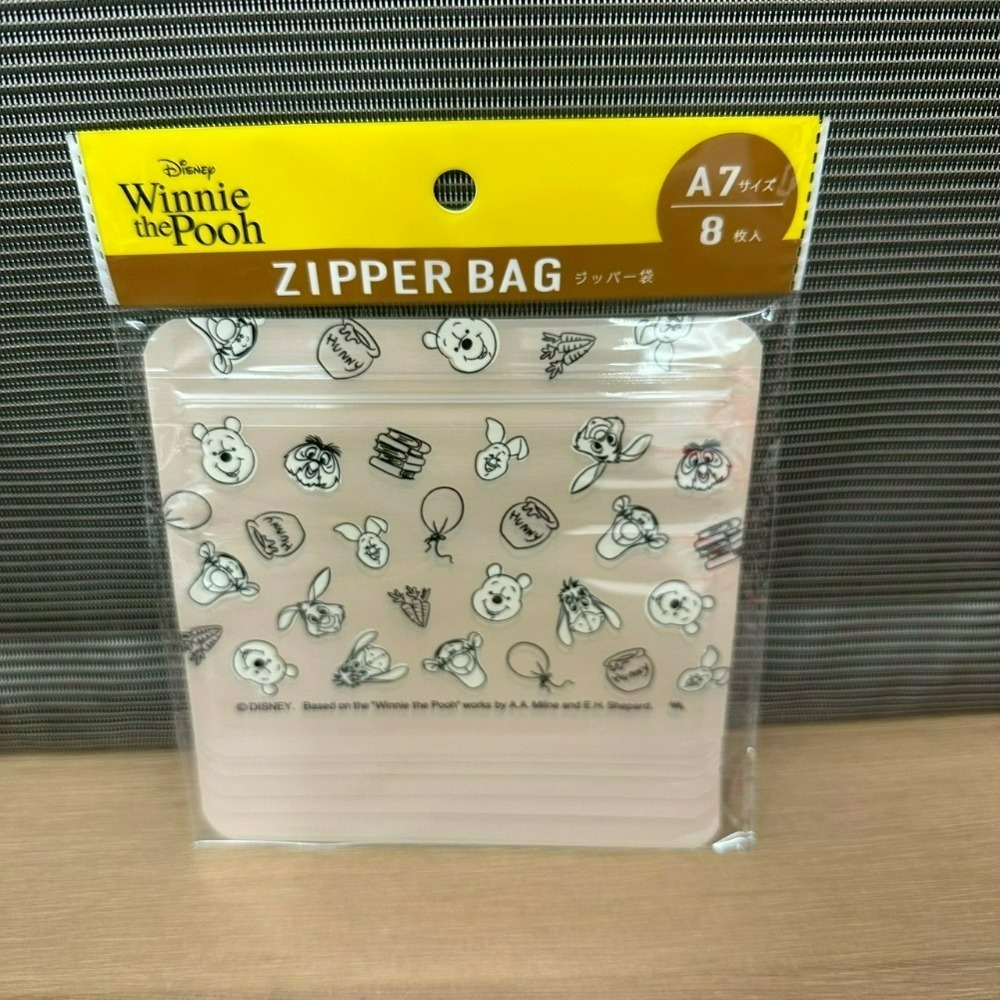 Disney
Winnie
the Pooh
A7サイズ
8 枚入
ZIPPER BAG ジッパー袋
HUNNY
HUNNY
HUNNY
HUNNY
© DISNEY. Based on the "Winnie the Pooh" works by A.A. Milne and E.H. Shepard.